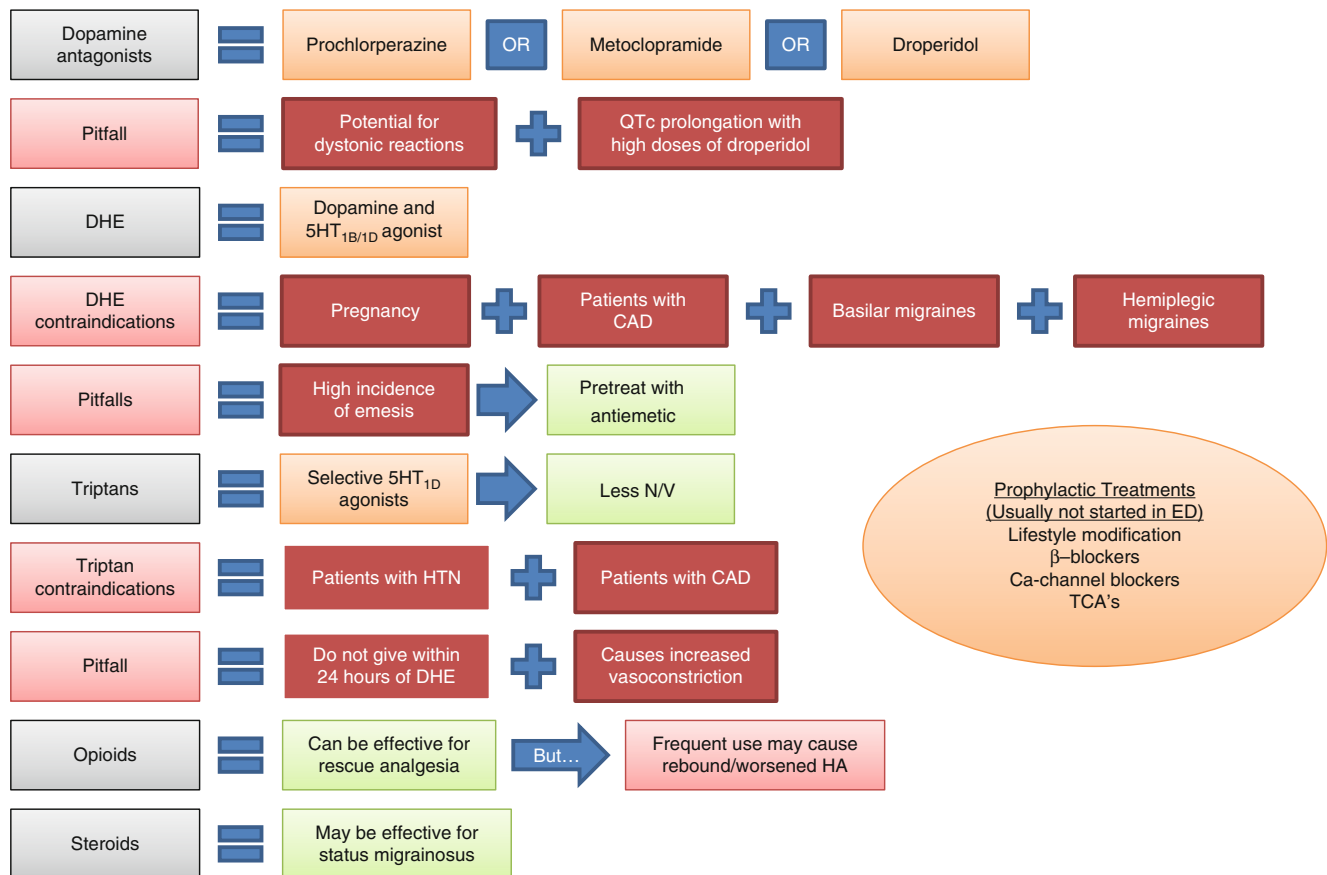 Dopamine
antagonists
Prochlorperazine
OR
Metoclopramide
OR
Droperidol
Pitfall
Potential for
dystonic reactions
QTc prolongation with
high doses of droperidol
DHE
Dopamine and
5HT1B/1D agonist
DHE
contraindications
Pregnancy
Patients with
CAD
Basilar migraines
Hemiplegic
migraines
Pitfalls
High incidence
of emesis
Pretreat with
antiemetic
Triptans
Selective 5HT1D
agonists
Less N/V
Prophylactic Treatments
(Usually not started in ED)
Lifestyle modification
β–blockers
Ca-channel blockers
TCA's
Triptan
contraindications
Patients with HTN
Patients with CAD
Pitfall
Do not give within
24 hours of DHE
Causes increased
vasoconstriction
Opioids
Can be effective for
rescue analgesia
But...
Frequent use may cause
rebound/worsened HA
Steroids
May be effective for
status migrainosus